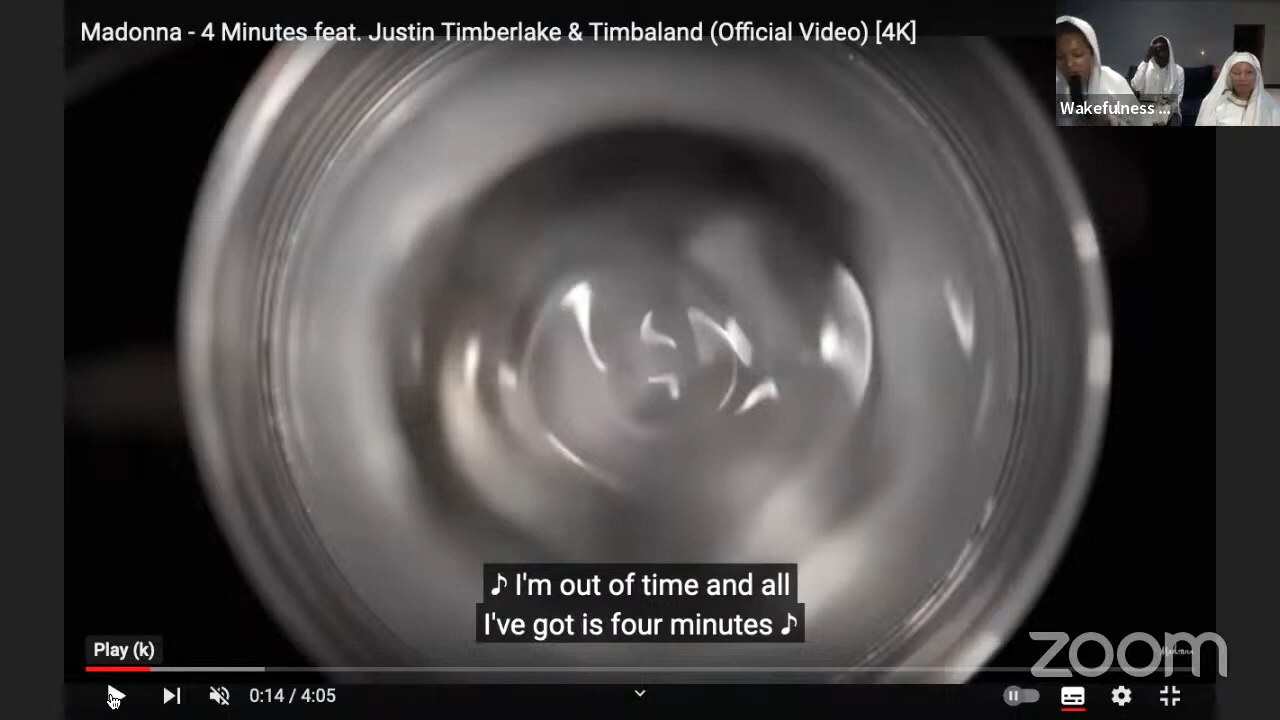 Madonna - 4 Minutes feat. Justin Timberlake & Timbaland (Official Video) [4K]
Wakefulness ...
♪ I'm out of time and all
I've got is four minutes ♪
Play (k)
Madonna
zoom
0:14 / 4:05